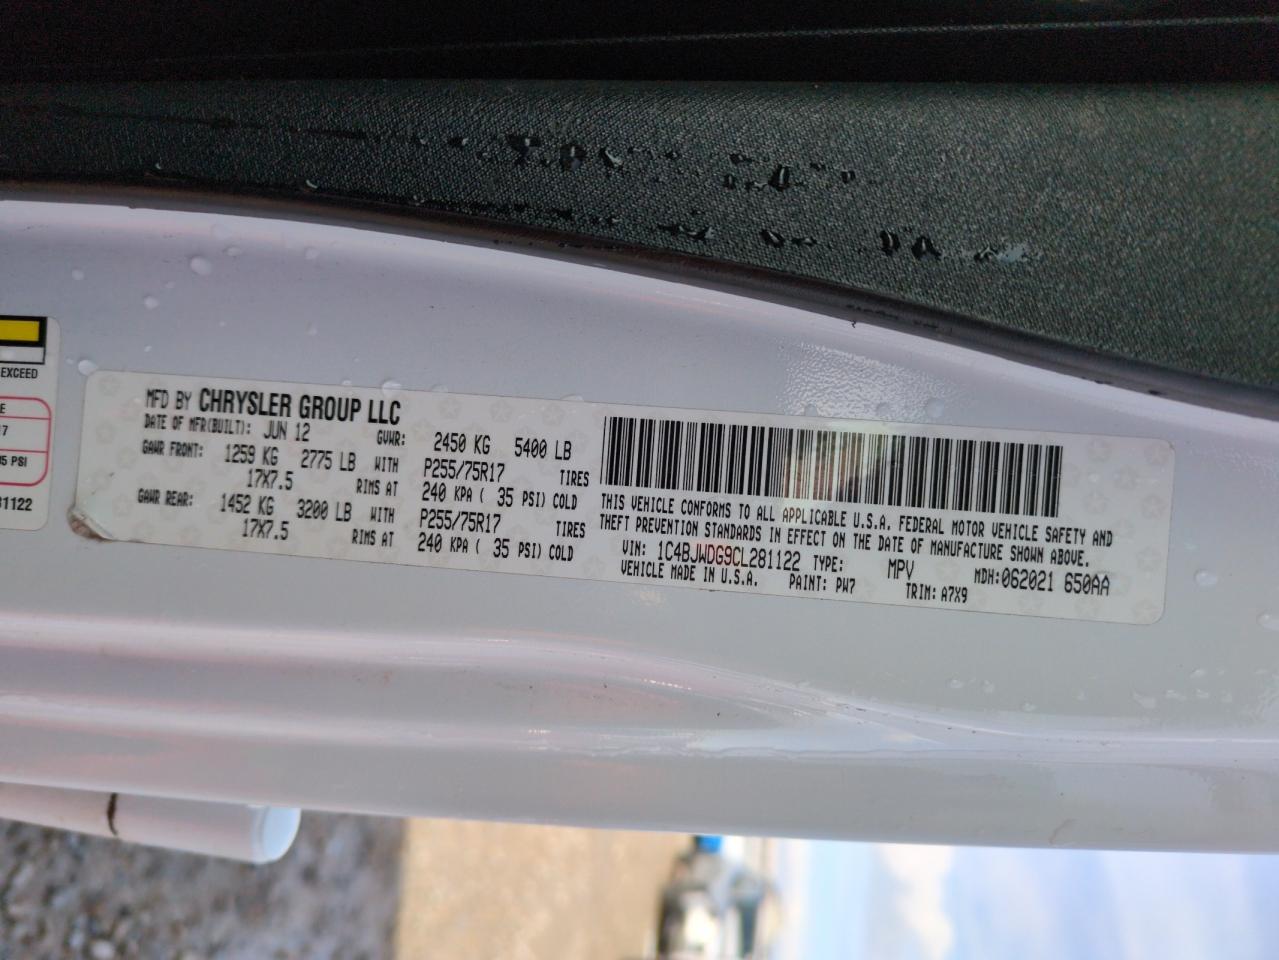 EXCEED
E
17
35 PSI
81122
MFD BY CHRYSLER GROUP LLC
DATE OF MFR(BUILT): JUN 12 GVWR: 2450 KG 5400 LB
GAWR FRONT: 1259 KG 2775 LB WITH P255/75R17 TIRES
17X7.5 RIMS AT 240 KPA ( 35 PSI) COLD
GAWR REAR: 1452 KG 3200 LB WITH P255/75R17 TIRES
17X7.5 RIMS AT 240 KPA ( 35 PSI) COLD
THIS VEHICLE CONFORMS TO ALL APPLICABLE U.S.A. FEDERAL MOTOR VEHICLE SAFETY AND
THEFT PREVENTION STANDARDS IN EFFECT ON THE DATE OF MANUFACTURE SHOWN ABOVE.
VIN: 1C4BJWDG9CL281122 TYPE: MPV MDH:062021 650AA
VEHICLE MADE IN U.S.A. PAINT: PW7 TRIM: A7X9